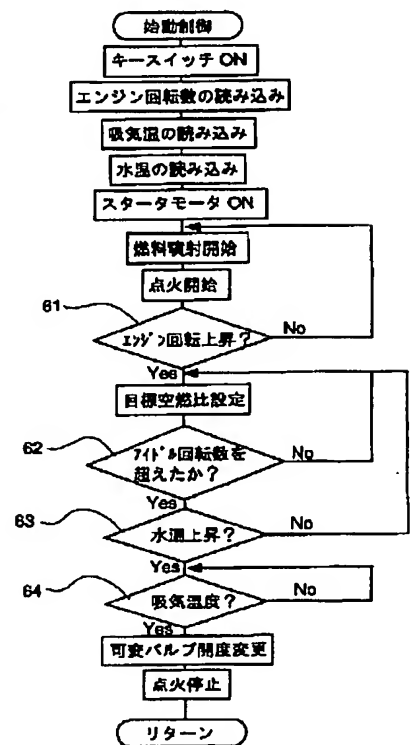 始動制御
キースイッチ ON
エンジン回転数の読み込み
吸気温の読み込み
水温の読み込み
スタータモータ ON
燃料噴射開始
点火開始
61
エンジン回転上昇?
No
Yes
目標空燃比設定
62
アイドル回転数を
超えたか?
No
Yes
63
水温上昇?
No
Yes
64
吸気温度?
No
Yes
可変バルブ開度変更
点火停止
リターン